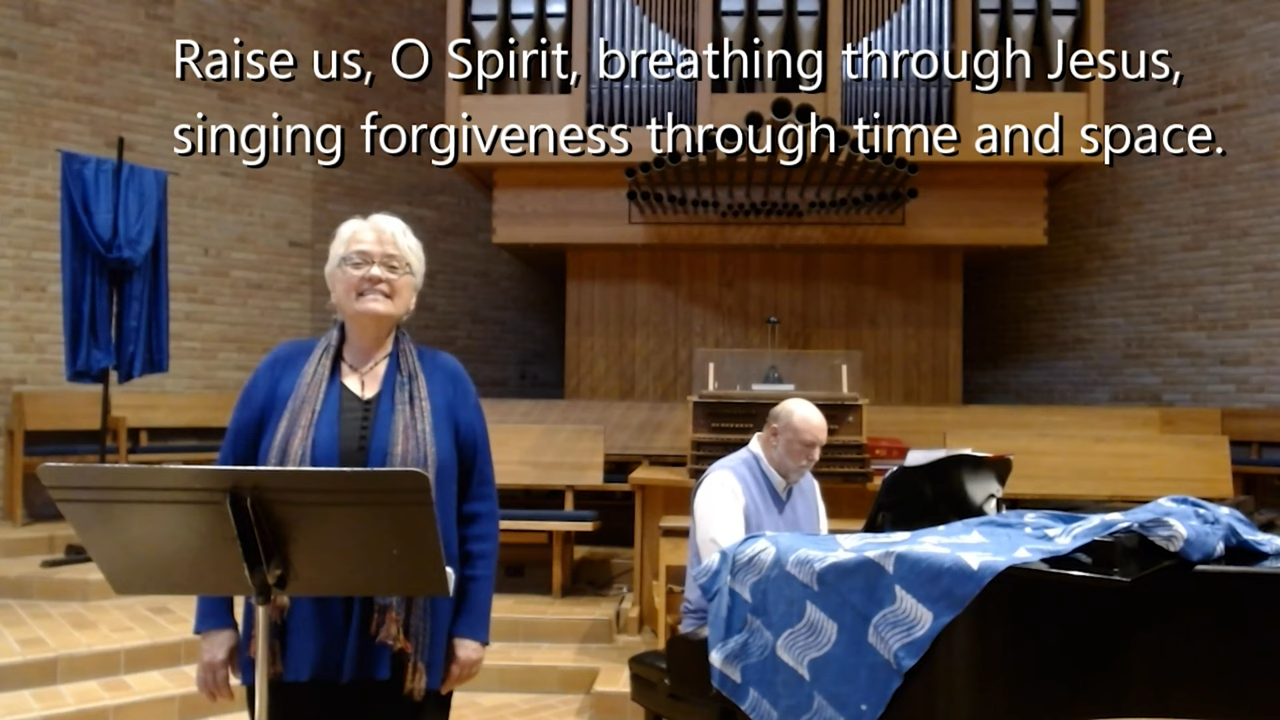 Raise us, O Spirit, breathing through Jesus,
singing forgiveness through time and space.